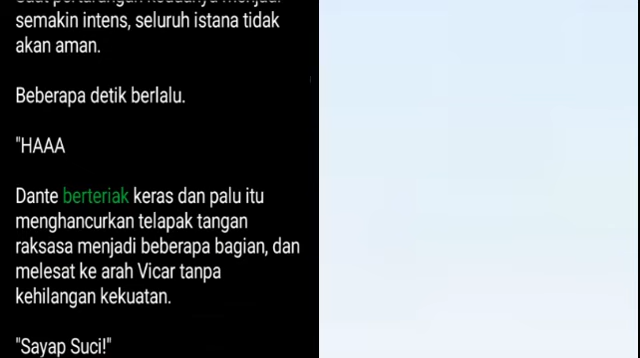 semakin intens, seluruh istana tidak
akan aman.
Beberapa detik berlalu.
"HAAA
Dante berteriak keras dan palu itu
menghancurkan telapak tangan
raksasa menjadi beberapa bagian, dan
melesat ke arah Vicar tanpa
kehilangan kekuatan.
"Sayap Suci!"